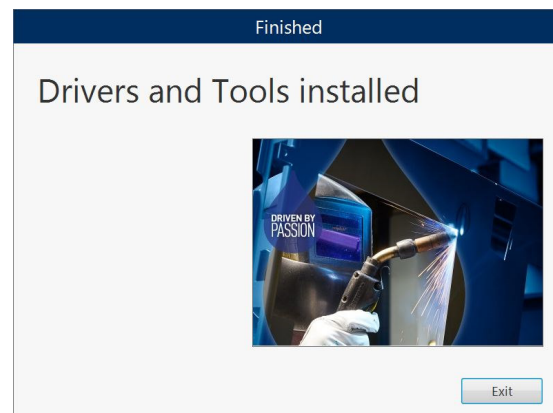 Finished
Drivers and Tools installed
DRIVEN BY
PASSION
Exit